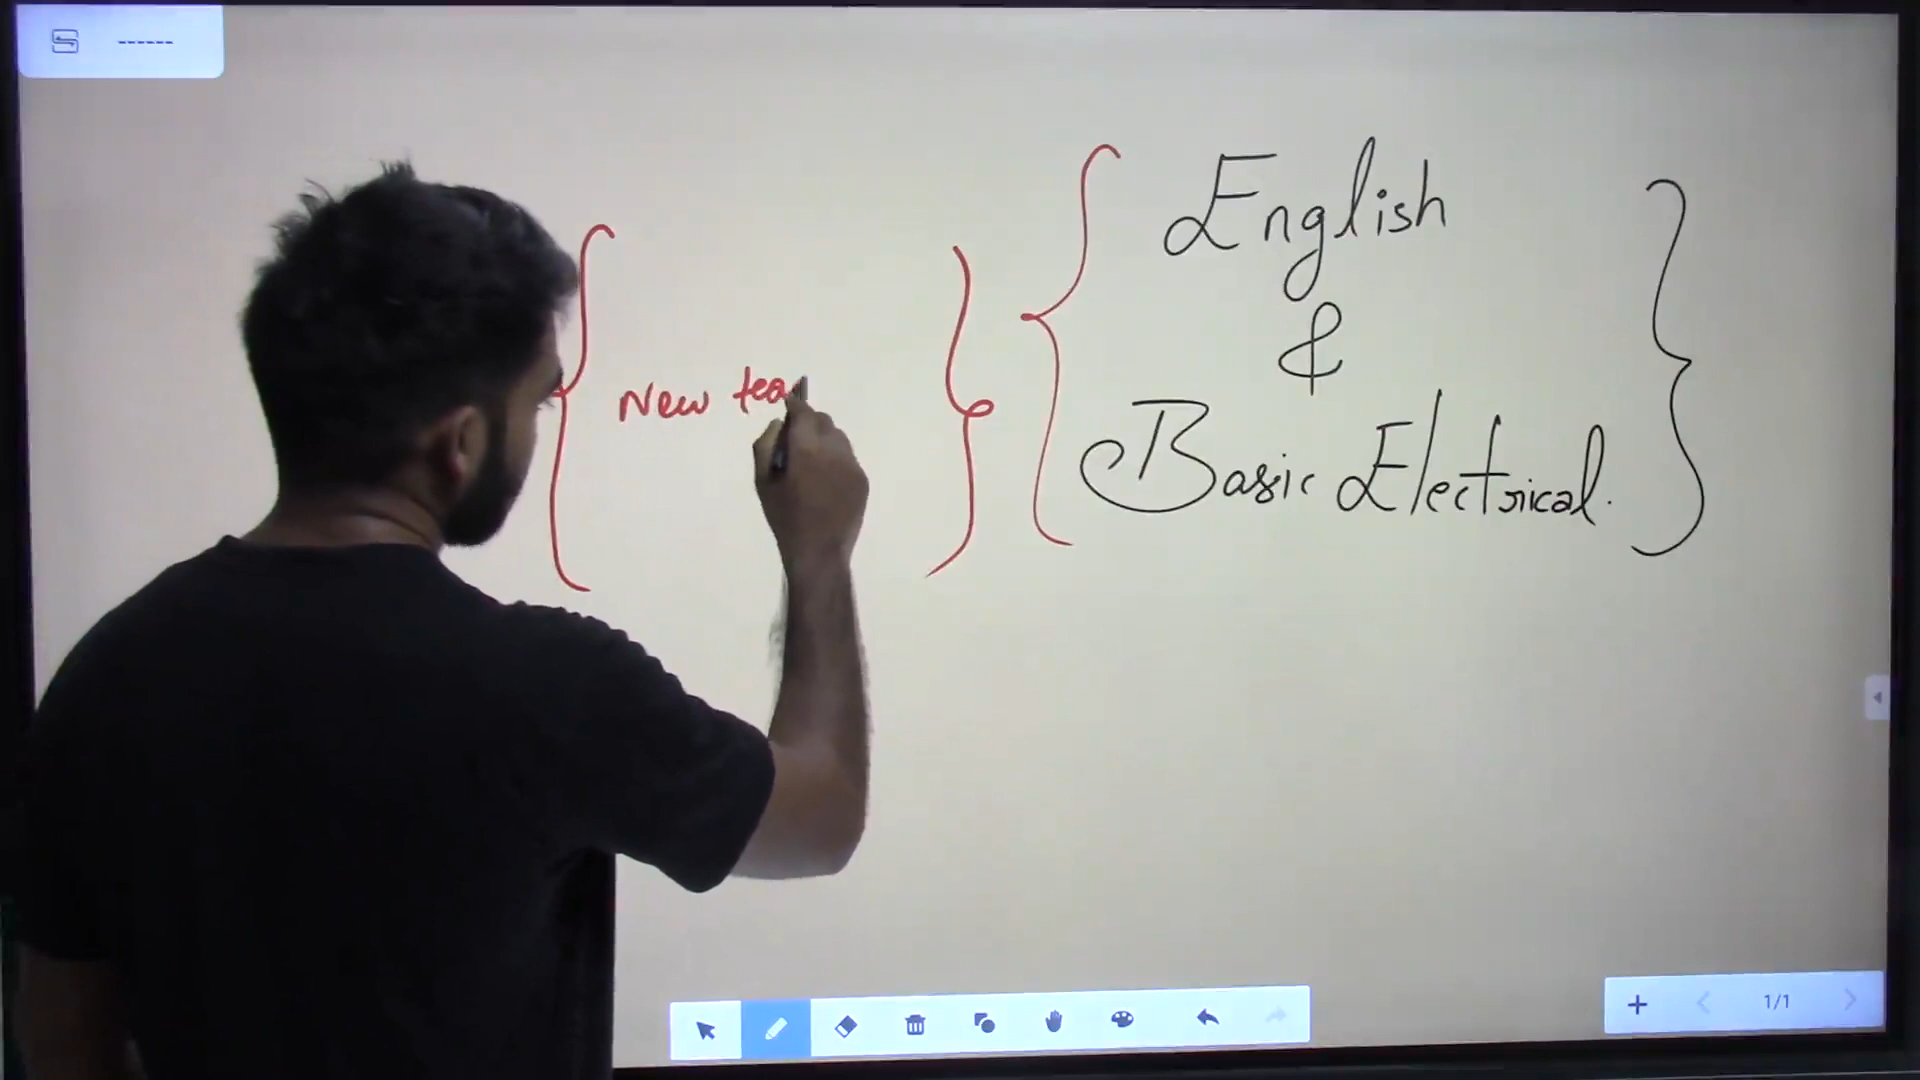 ------
New tea
English
&
Basic Electrical.
1/1